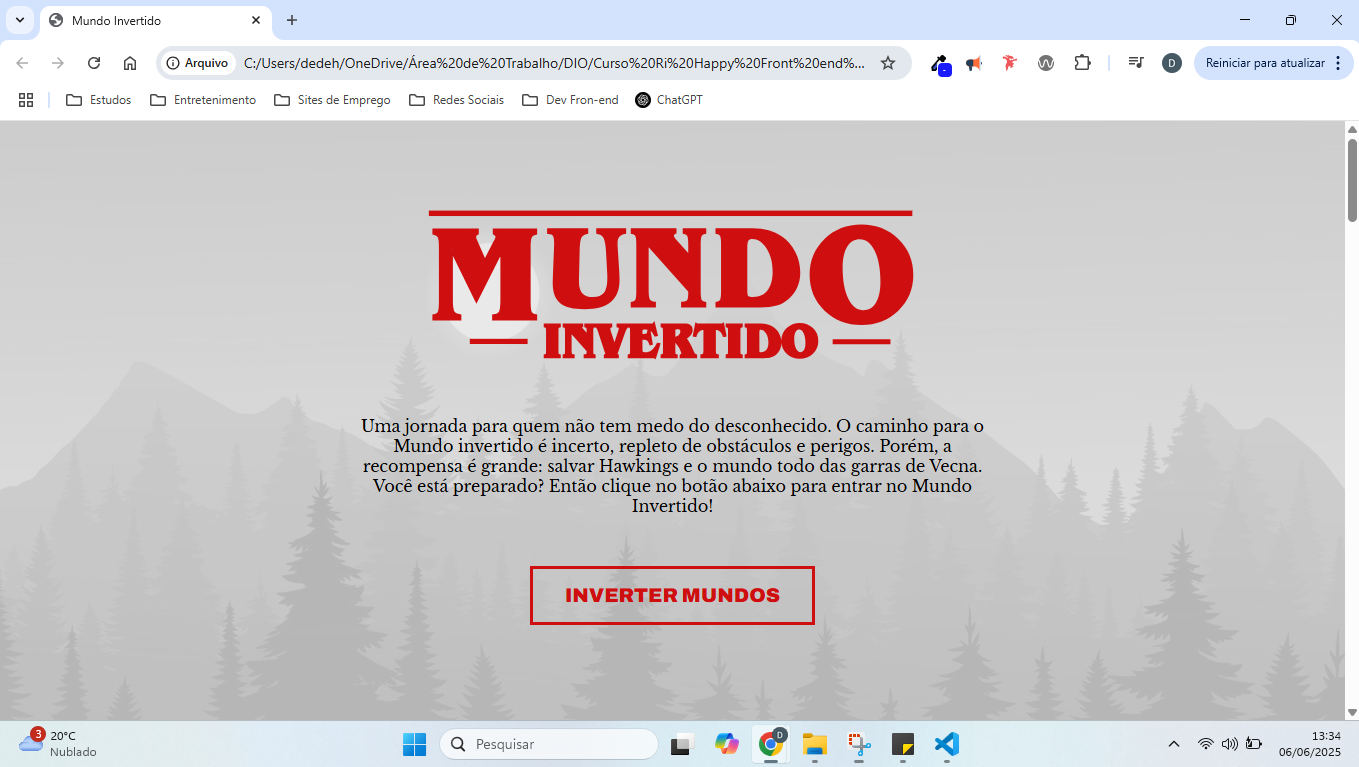 Mundo Invertido
Arquivo
C:/Users/dedeh/OneDrive/Área%20de%20Trabalho/DIO/Curso%20Ri%20Happy%20Front%20end%...
D
Reiniciar para atualizar
Estudos
Entretenimento
Sites de Emprego
Redes Sociais
Dev Fron-end
ChatGPT
MUNDO
INVERTIDO
Uma jornada para quem não tem medo do desconhecido. O caminho para o
Mundo invertido é incerto, repleto de obstáculos e perigos. Porém, a
recompensa é grande: salvar Hawkings e o mundo todo das garras de Vecna.
Você está preparado? Então clique no botão abaixo para entrar no Mundo
Invertido!
INVERTER MUNDOS
3
20°C
Nublado
Pesquisar
D
13:34
06/06/2025